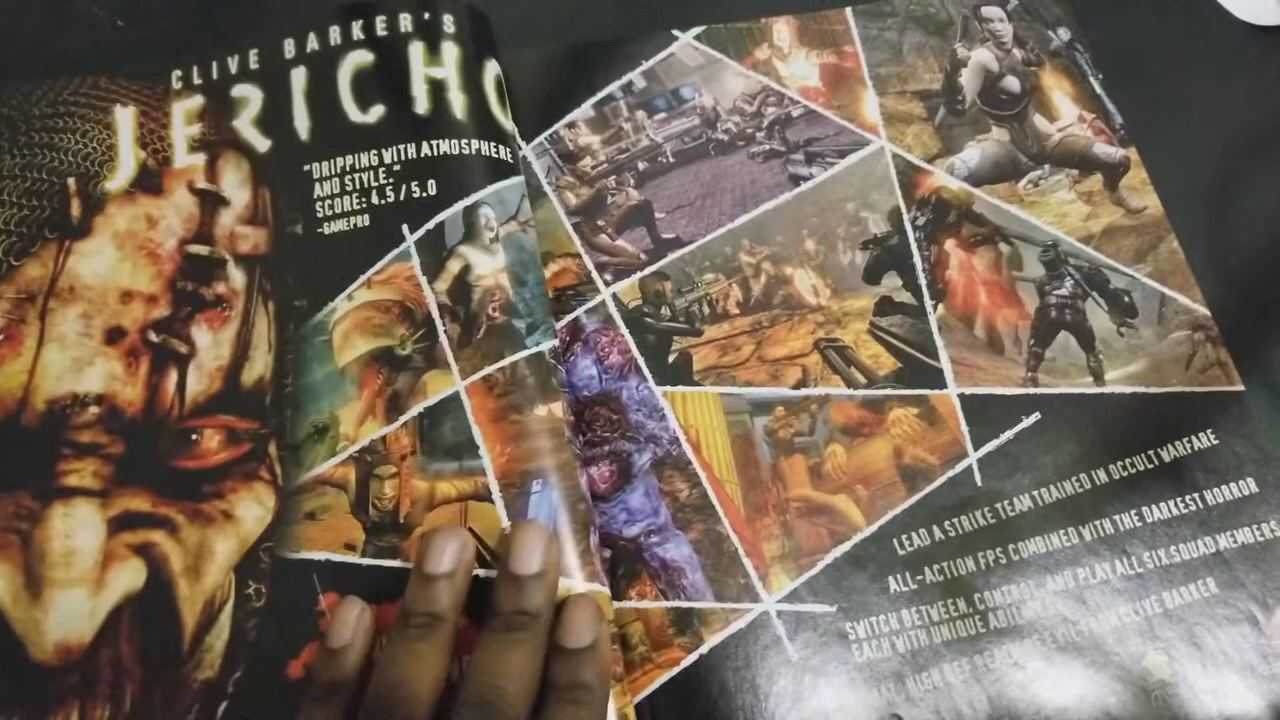 CLIVE BARKER'S
JERICHO
"DRIPPING WITH ATMOSPHERE
AND STYLE."
SCORE: 4.5 / 5.0
-GAMEPRO
LEAD A STRIKE TEAM TRAINED IN OCCULT WARFARE
ALL-ACTION FPS COMBINED WITH THE DARKEST HORROR
SWITCH BETWEEN, CONTROL AND PLAY ALL SIX SQUAD MEMBERS
EACH WITH UNIQUE
CLIVE BARKER